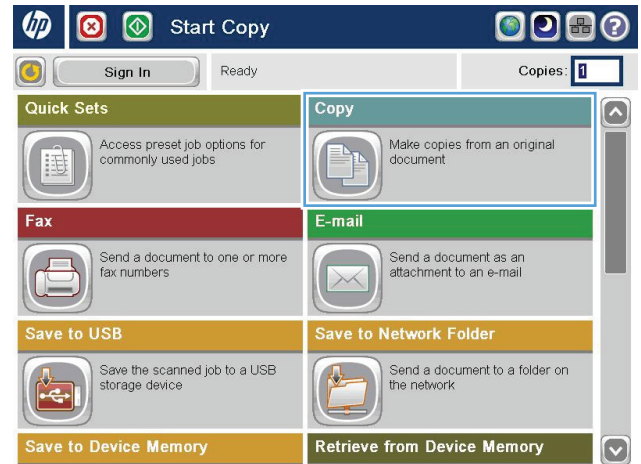 hp Start Copy ?
Sign In Ready Copies: 1
Quick Sets Copy
Access preset job options for Make copies from an original
commonly used jobs document
Fax E-mail
Send a document to one or more Send a document as an
fax numbers attachment to an e-mail
Save to USB Save to Network Folder
Save the scanned job to a USB Send a document to a folder on
storage device the network
Save to Device Memory Retrieve from Device Memory